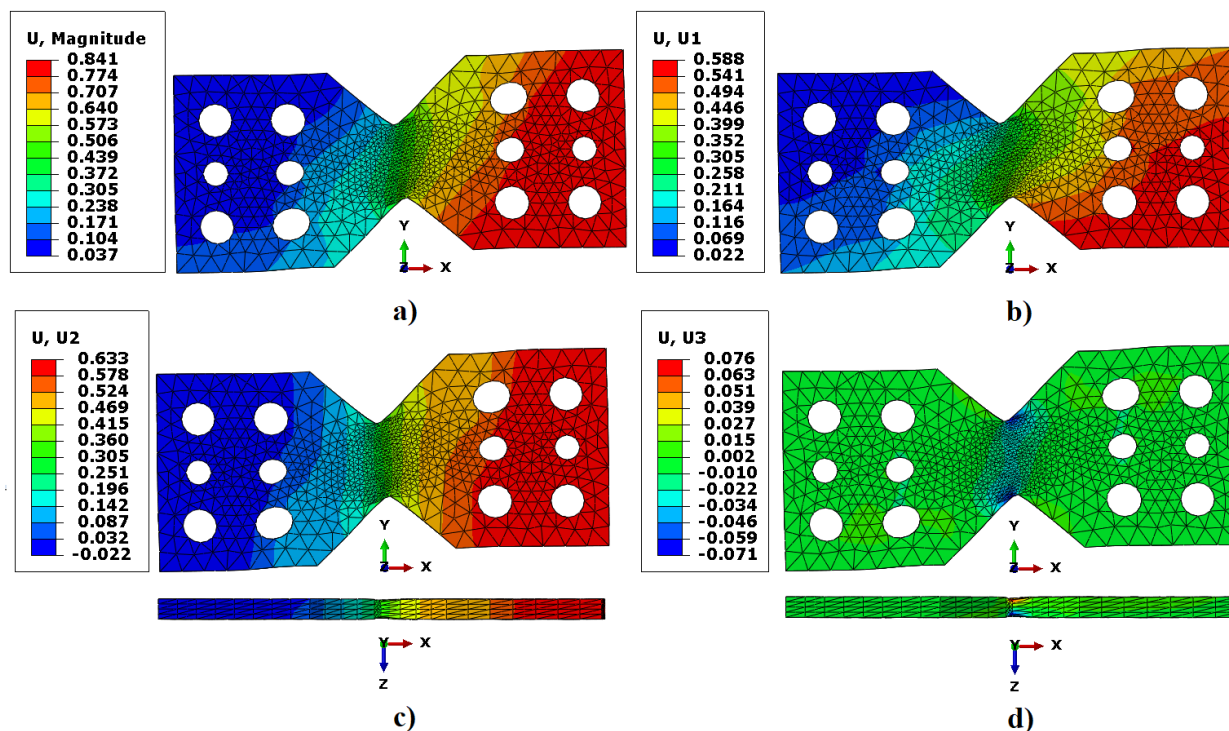 U, Magnitude
0.841
0.774
0.707
0.640
0.573
0.506
0.439
0.372
0.305
0.238
0.171
0.104
0.037
Y
Z X
a)
U, U1
0.588
0.541
0.494
0.446
0.399
0.352
0.305
0.258
0.211
0.164
0.116
0.069
0.022
Y
Z X
b)
U, U2
0.633
0.578
0.524
0.469
0.415
0.360
0.305
0.251
0.196
0.142
0.087
0.032
-0.022
Y
Z X
Y X
Z
c)
U, U3
0.076
0.063
0.051
0.039
0.027
0.015
0.002
-0.010
-0.022
-0.034
-0.046
-0.059
-0.071
Y
Z X
Y X
Z
d)